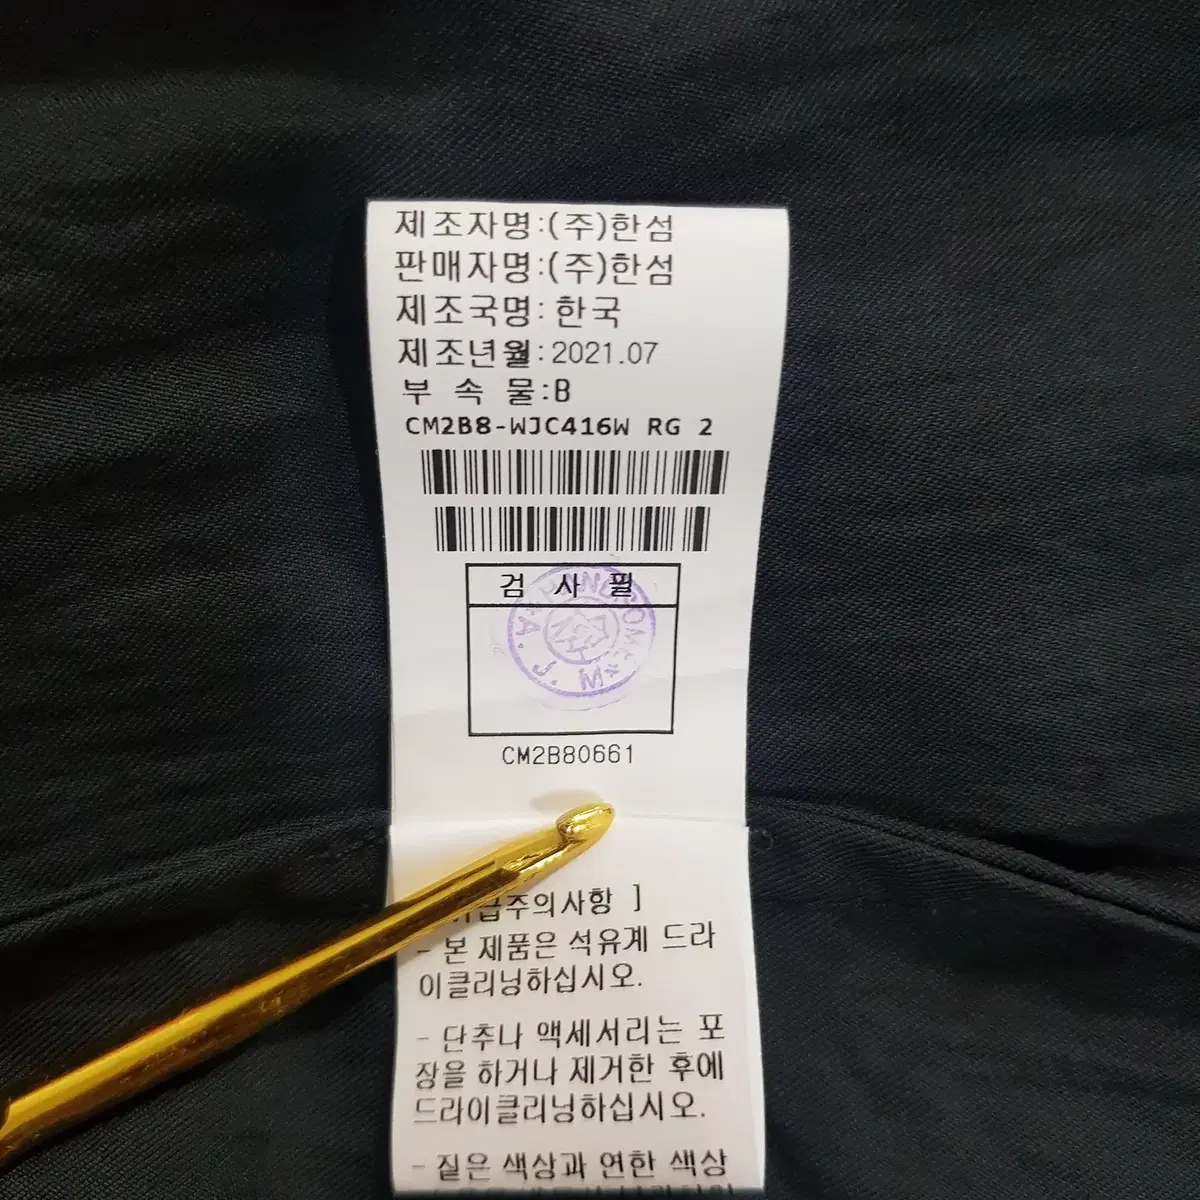 제조자명:(주)한섬
판매자명:(주)한섬
제조국명: 한국
제조년월:2021.07
부 속 물:B
CM2B8-WJC416W RG 2
검 사 필
HANDSOME
A. J. M
CM2B80661
취급주의사항 ]
- 본 제품은 석유계 드라
이클리닝하십시오.
- 단추나 액세서리는 포
장을 하거나 제거한 후에
드라이클리닝하십시오.
- 짙은 색상과 연한 색상